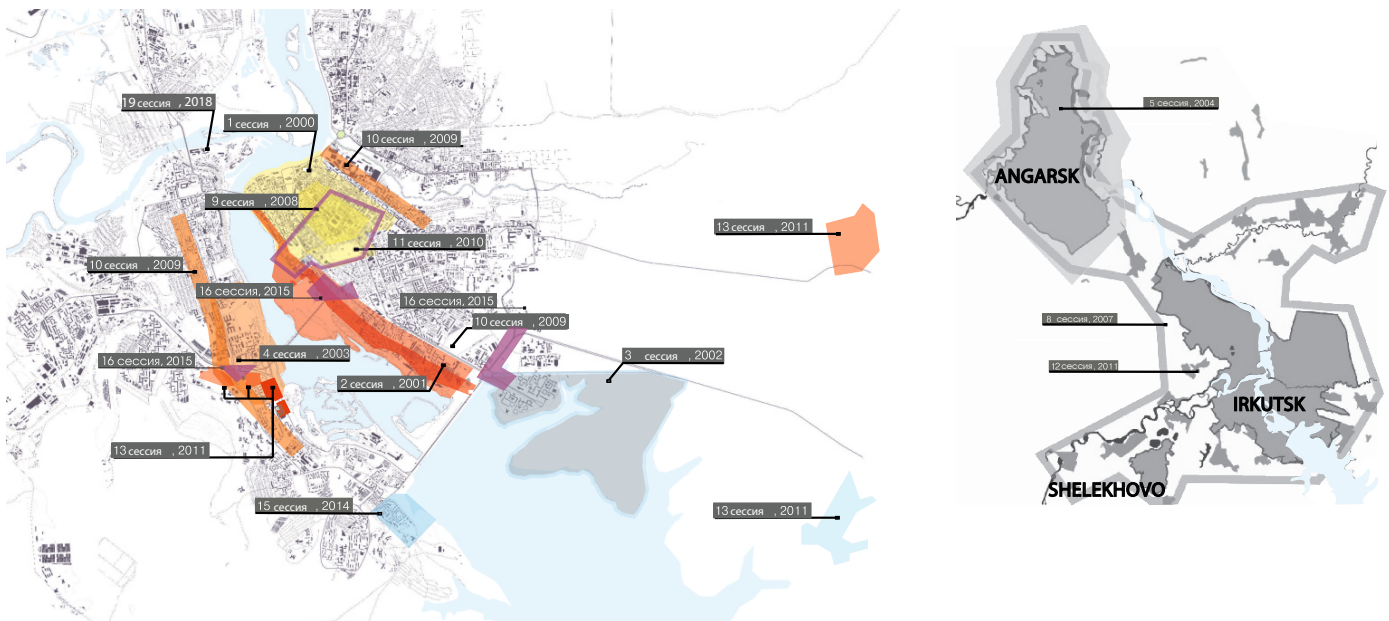 19 сессия , 2018
1 сессия , 2000
10 сессия , 2009
9 сессия , 2008
11 сессия , 2010
10 сессия , 2009
16 сессия, 2015
16 сессия, 2015
10 сессия , 2009
4 сессия , 2003
16 сессия, 2015
3 сессия , 2002
2 сессия , 2001
13 сессия , 2011
15 сессия , 2014
13 сессия , 2011
13 сессия , 2011
5 сессия, 2004
ANGARSK
8 сессия, 2007
12 сессия, 2011
IRKUTSK
SHELEKHOVO